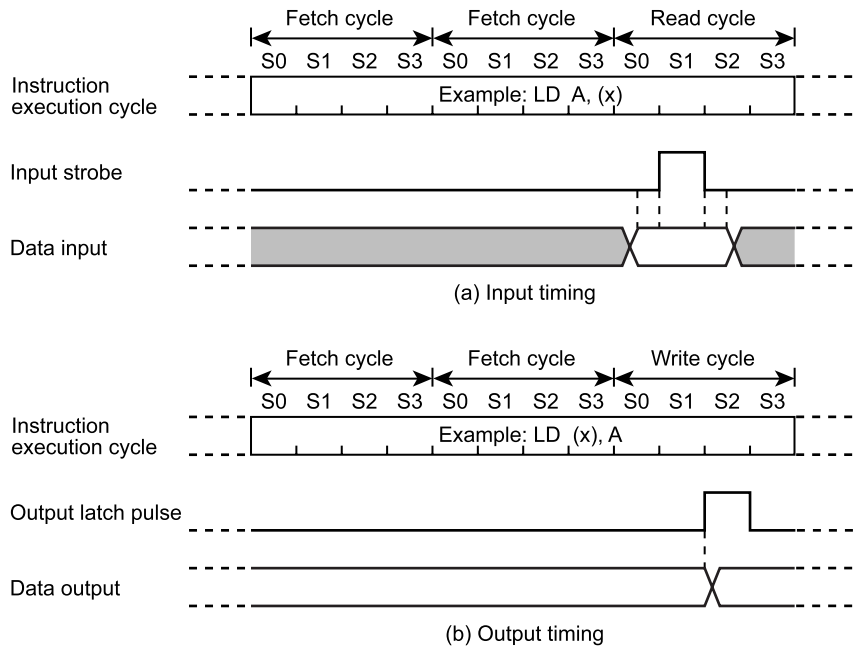 Fetch cycle Fetch cycle Read cycle
S0 S1 S2 S3 S0 S1 S2 S3 S0 S1 S2 S3
Instruction
execution cycle
Example: LD A, (x)
Input strobe
Data input
(a) Input timing
Fetch cycle Fetch cycle Write cycle
S0 S1 S2 S3 S0 S1 S2 S3 S0 S1 S2 S3
Instruction
execution cycle
Example: LD (x), A
Output latch pulse
Data output
(b) Output timing